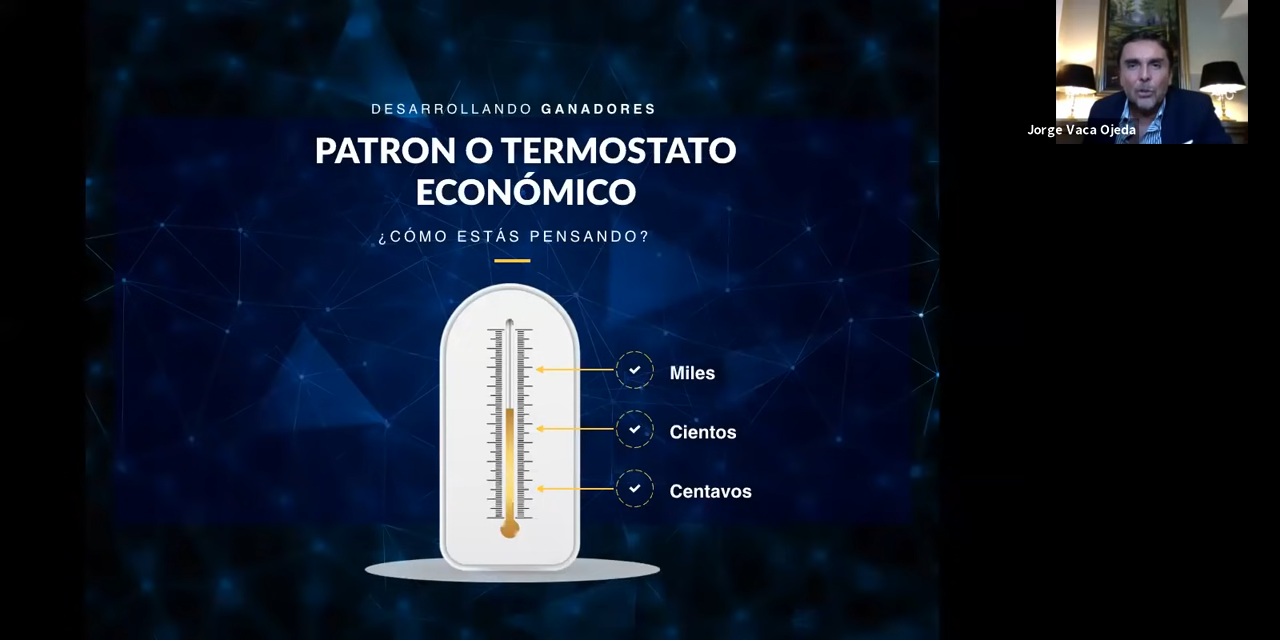 DESARROLLANDO GANADORES
PATRON O TERMOSTATO
ECONÓMICO
¿CÓMO ESTÁS PENSANDO?
Miles
Cientos
Centavos
Jorge Vaca Ojeda